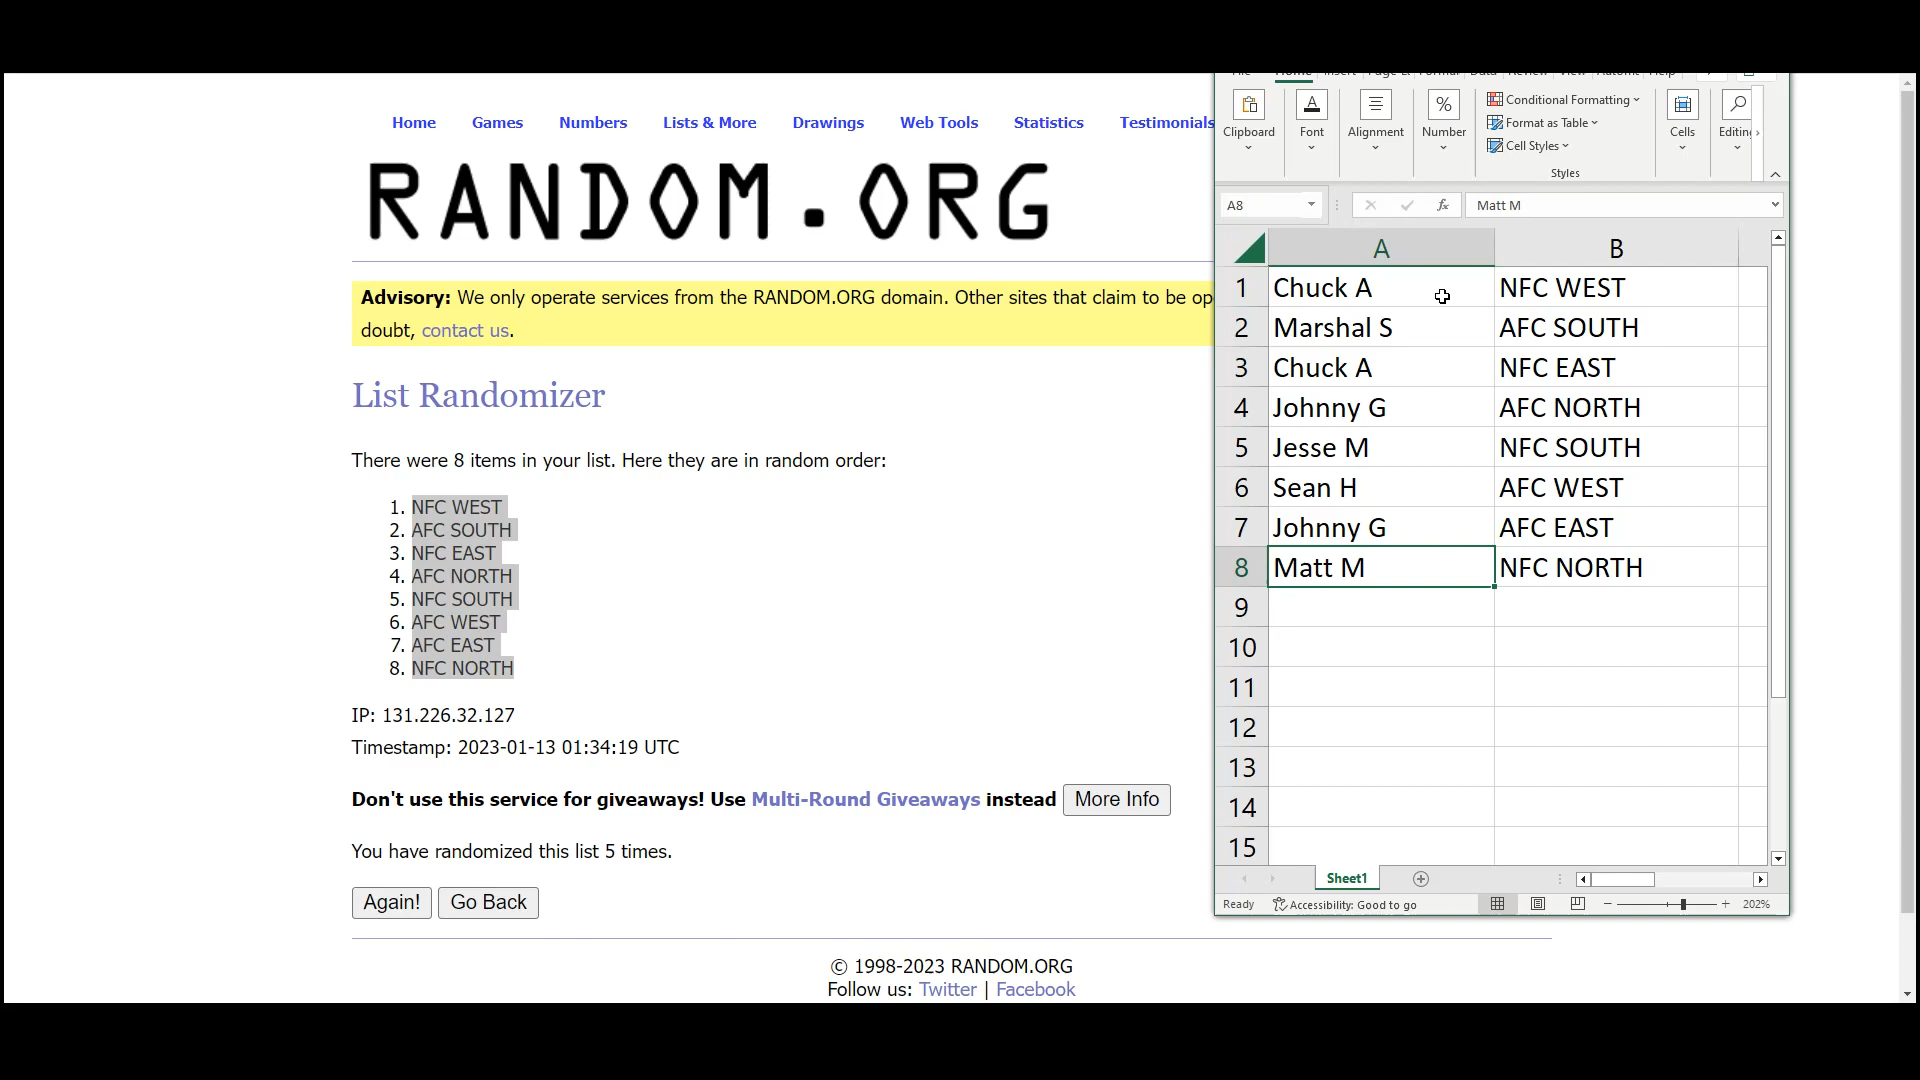 Home Games Numbers Lists & More Drawings Web Tools Statistics Testimonials
RANDOM.ORG
Advisory: We only operate services from the RANDOM.ORG domain. Other sites that claim to be op
doubt, contact us.
List Randomizer
There were 8 items in your list. Here they are in random order:
1. NFC WEST
2. AFC SOUTH
3. NFC EAST
4. AFC NORTH
5. NFC SOUTH
6. AFC WEST
7. AFC EAST
8. NFC NORTH
IP: 131.226.32.127
Timestamp: 2023-01-13 01:34:19 UTC
Don't use this service for giveaways! Use Multi-Round Giveaways instead More Info
You have randomized this list 5 times.
Again! Go Back
© 1998-2023 RANDOM.ORG
Follow us: Twitter | Facebook
Clipboard Font Alignment Number
Conditional Formatting
Format as Table
Cell Styles
Styles
Cells
Editing
A8 fx Matt M
A B
1 Chuck A NFC WEST
2 Marshal S AFC SOUTH
3 Chuck A NFC EAST
4 Johnny G AFC NORTH
5 Jesse M NFC SOUTH
6 Sean H AFC WEST
7 Johnny G AFC EAST
8 Matt M NFC NORTH
9
10
11
12
13
14
15
Sheet1
Ready Accessibility: Good to go 202%